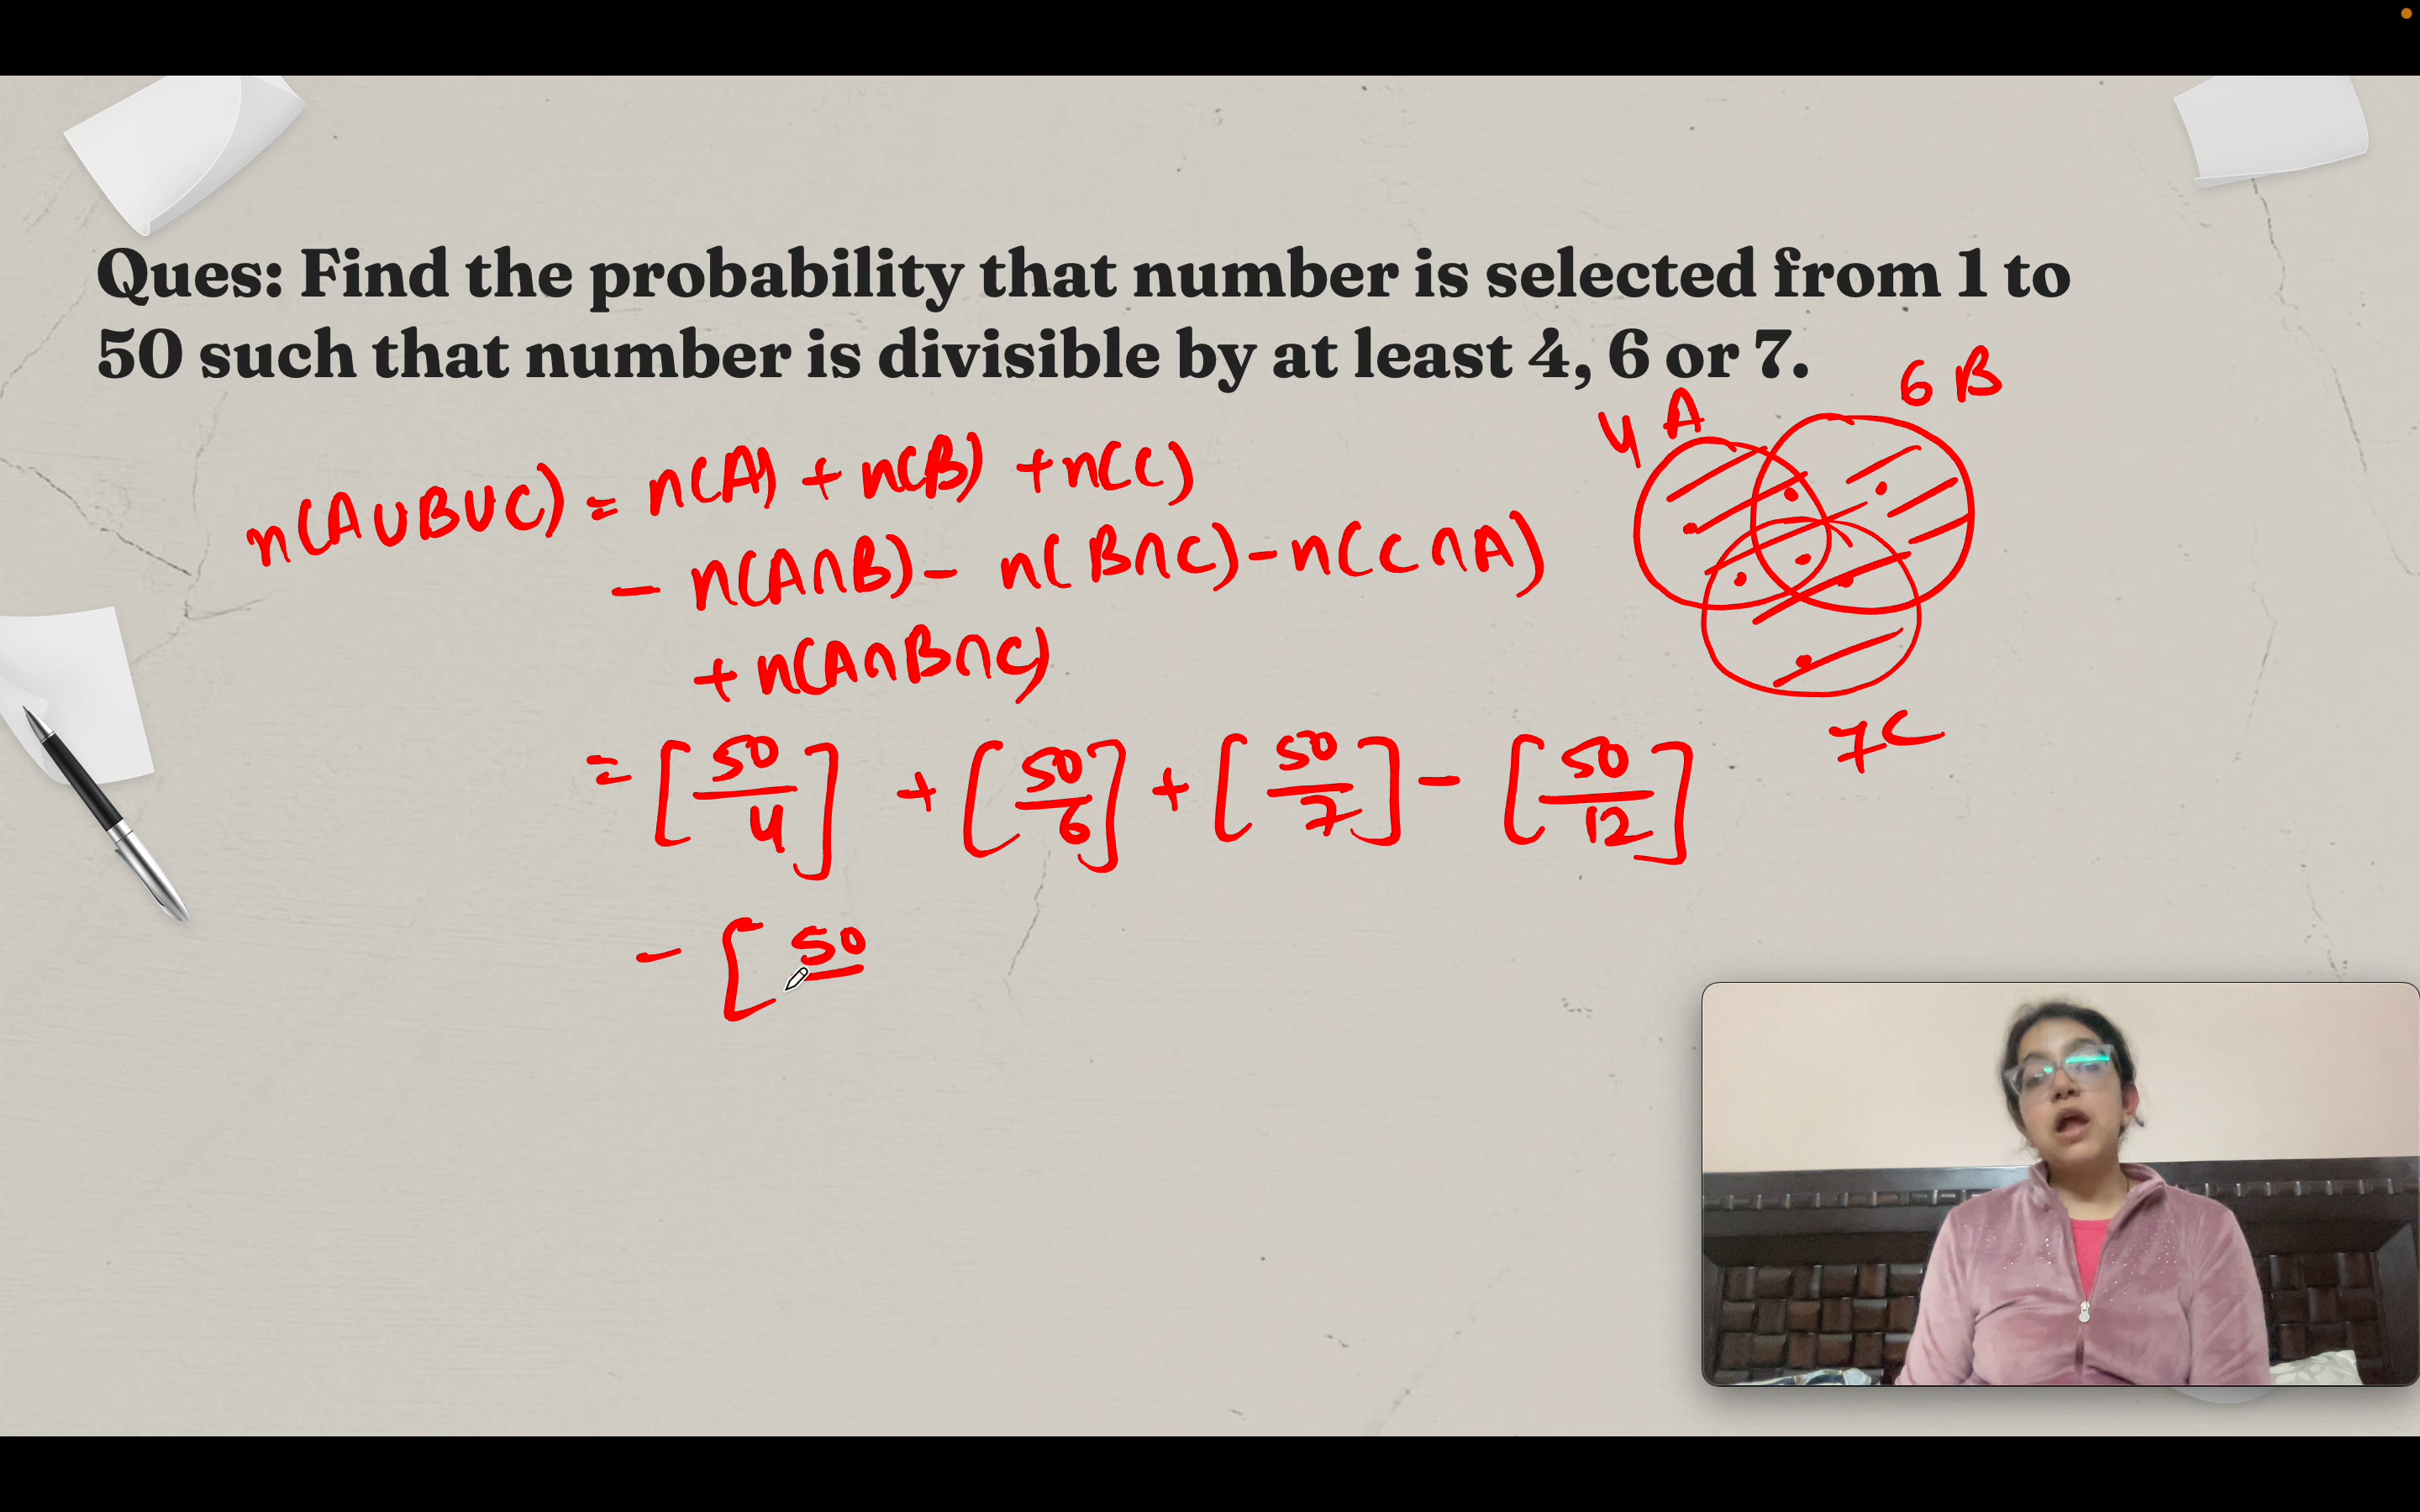 Ques: Find the probability that number is selected from 1 to
50 such that number is divisible by at least 4, 6 or 7.
4 A
6 B
n(A∪B∪C) = n(A) + n(B) + n(C)
- n(A∩B) - n(B∩C) - n(C∩A)
+ n(A∩B∩C)
7 C
= [50/4] + [50/6] + [50/7] - [50/12]
- [50